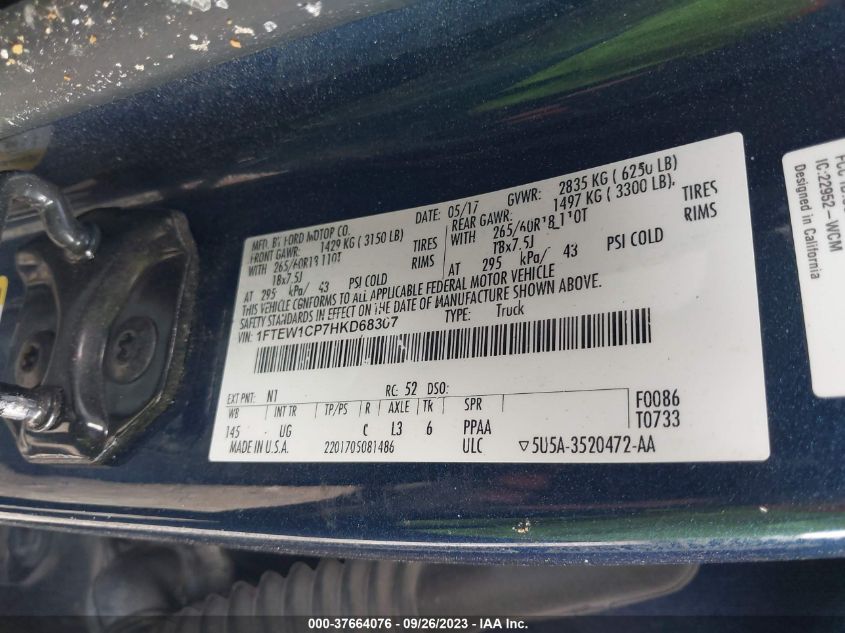 MFD. BY FORD MOTOR CO.
DATE: 05/17 GVWR: 2835 KG ( 6250 LB)
FRONT GAWR: 1429 KG ( 3150 LB)
REAR GAWR: 1497 KG ( 3300 LB),
WITH 265/60R18 110T TIRES
WITH 265/60R18 110T TIRES
18x7.5J RIMS
18x7.5J RIMS
AT 295 kPa/ 43 PSI COLD
AT 295 kPa/ 43 PSI COLD
THIS VEHICLE CONFORMS TO ALL APPLICABLE FEDERAL MOTOR VEHICLE
SAFETY STANDARDS IN EFFECT ON THE DATE OF MANUFACTURE SHOWN ABOVE.
VIN: 1FTEW1CP7HKD68307
TYPE: Truck
EXT PNT: N1 RC: 52 DSO:
WB INT TR TP/PS R AXLE TR SPR
145 UG C L3 6 PPAA
F0086
T0733
MADE IN U.S.A. 2201705081486 ULC ▽5U5A-3520472-AA
IC:22952-WCM
Designed in California
000-37664076 - 09/26/2023 - IAA Inc.